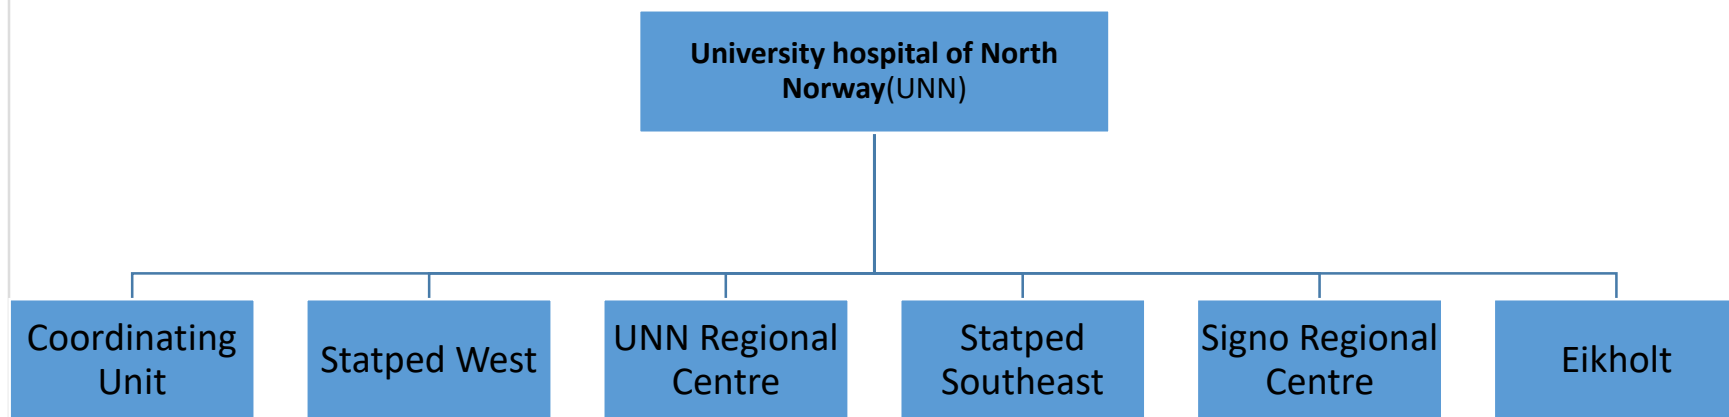 University hospital of North
Norway(UNN)
Coordinating
Unit
Statped West
UNN Regional
Centre
Statped
Southeast
Signo Regional
Centre
Eikholt